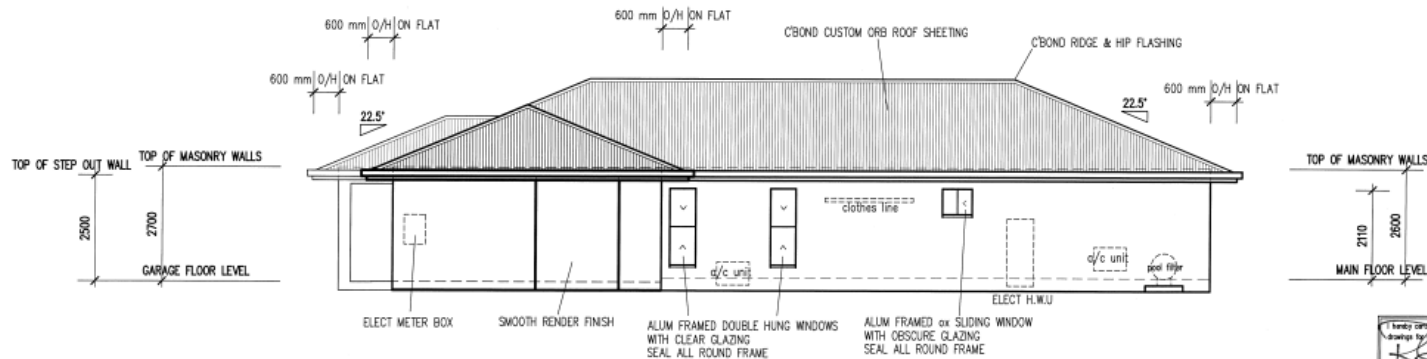 600 mm O/H ON FLAT
600 mm O/H ON FLAT
600 mm O/H ON FLAT
600 mm O/H ON FLAT
C'BOND CUSTOM ORB ROOF SHEETING
C'BOND RIDGE & HIP FLASHING
22.5°
22.5°
TOP OF STEP OUT WALL
TOP OF MASONRY WALLS
TOP OF MASONRY WALLS
2500
2700
2110
2600
clothes line
a/c unit
a/c unit
pool filter
GARAGE FLOOR LEVEL
MAIN FLOOR LEVEL
ELECT H.W.U
ELECT METER BOX
SMOOTH RENDER FINISH
ALUM FRAMED DOUBLE HUNG WINDOWS
WITH CLEAR GLAZING
SEAL ALL ROUND FRAME
ALUM FRAMED ox SLIDING WINDOW
WITH OBSCURE GLAZING
SEAL ALL ROUND FRAME
I hereby
drawings